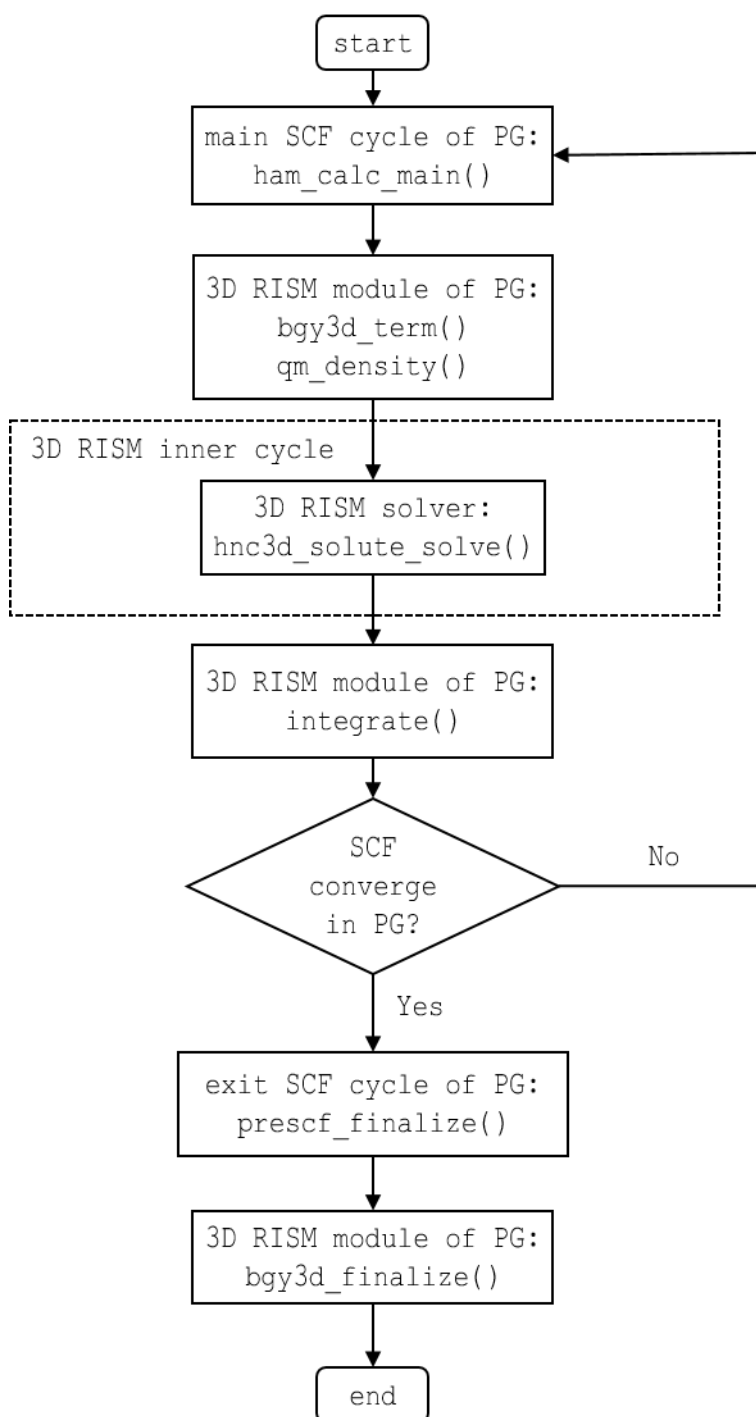 start
main SCF cycle of PG:
ham_calc_main()
3D RISM module of PG:
bgy3d_term()
qm_density()
3D RISM inner cycle
3D RISM solver:
hnc3d_solute_solve()
3D RISM module of PG:
integrate()
SCF
converge
in PG?
No
Yes
exit SCF cycle of PG:
prescf_finalize()
3D RISM module of PG:
bgy3d_finalize()
end